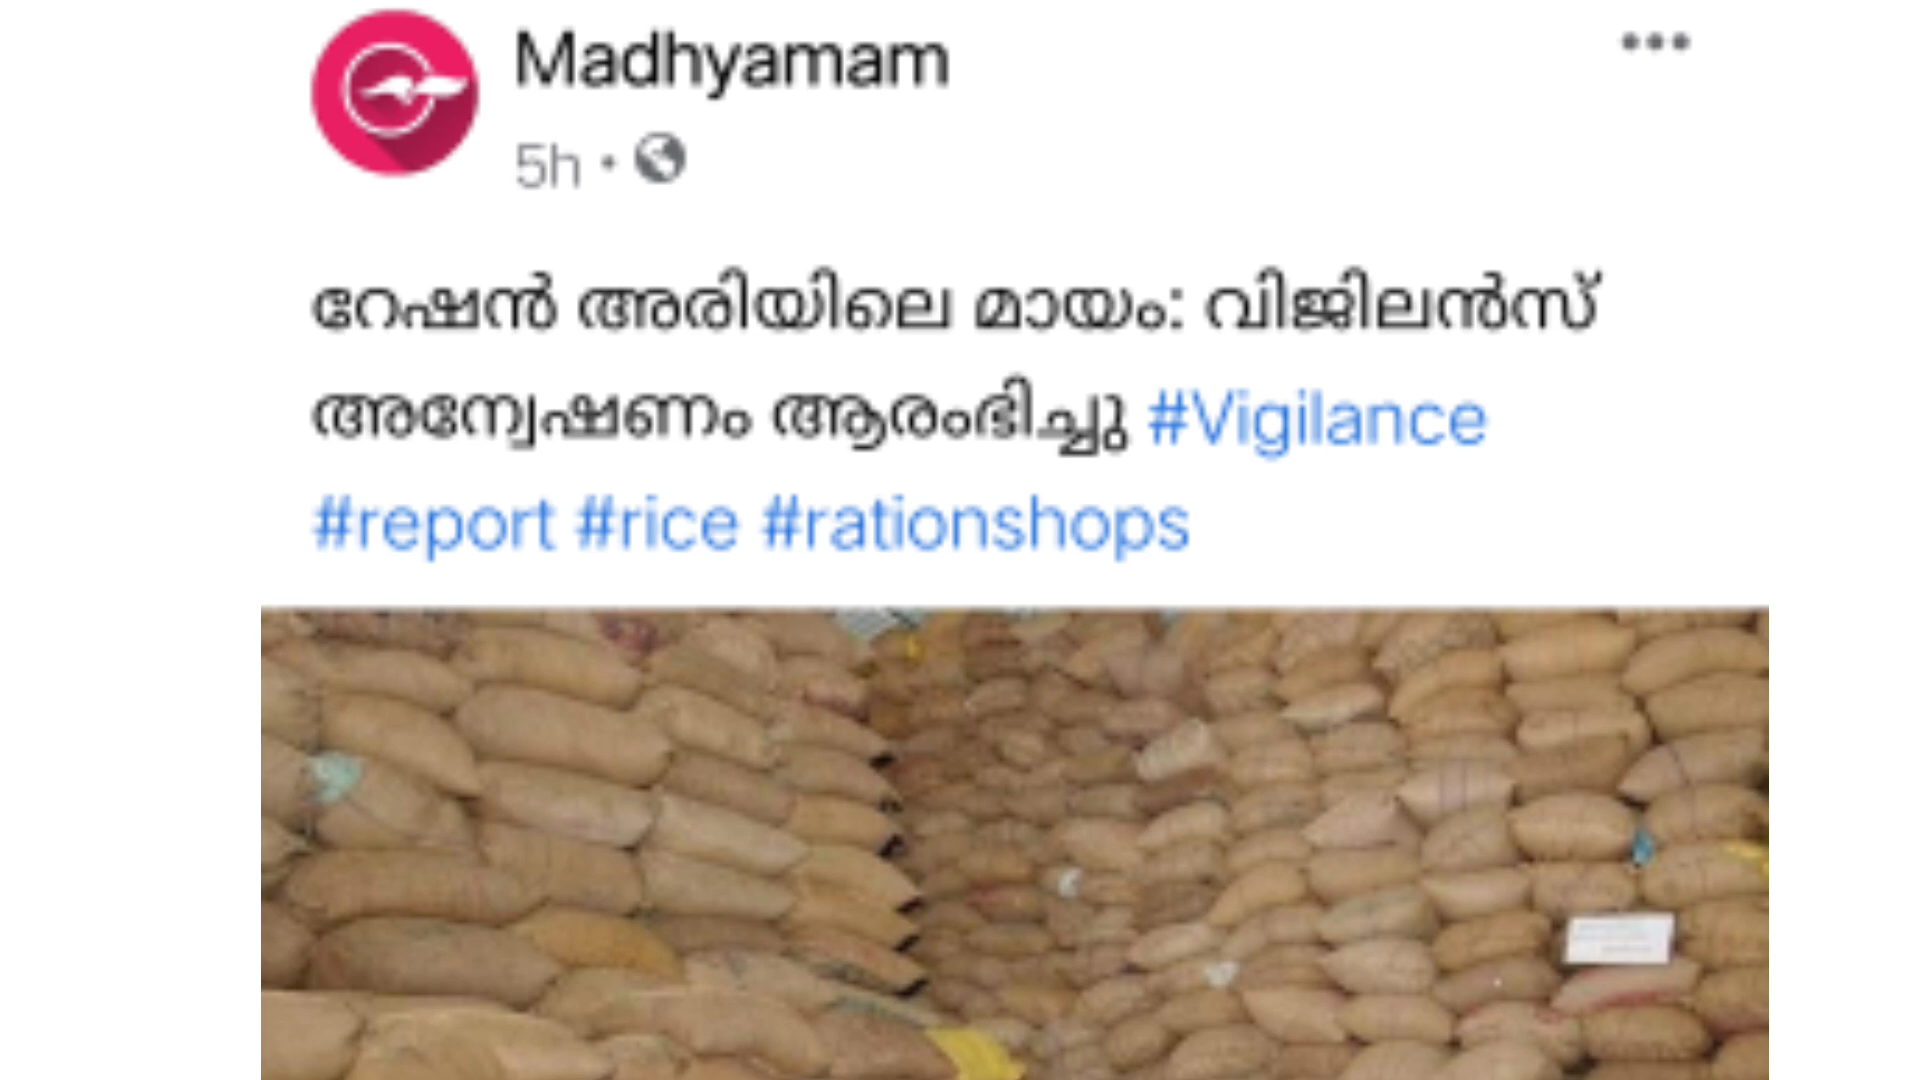 Madhyamam
5h
റേഷൻ അരിയിലെ മായം: വിജിലൻസ്
അന്വേഷണം ആരംഭിച്ചു #Vigilance
#report #rice #rationshops